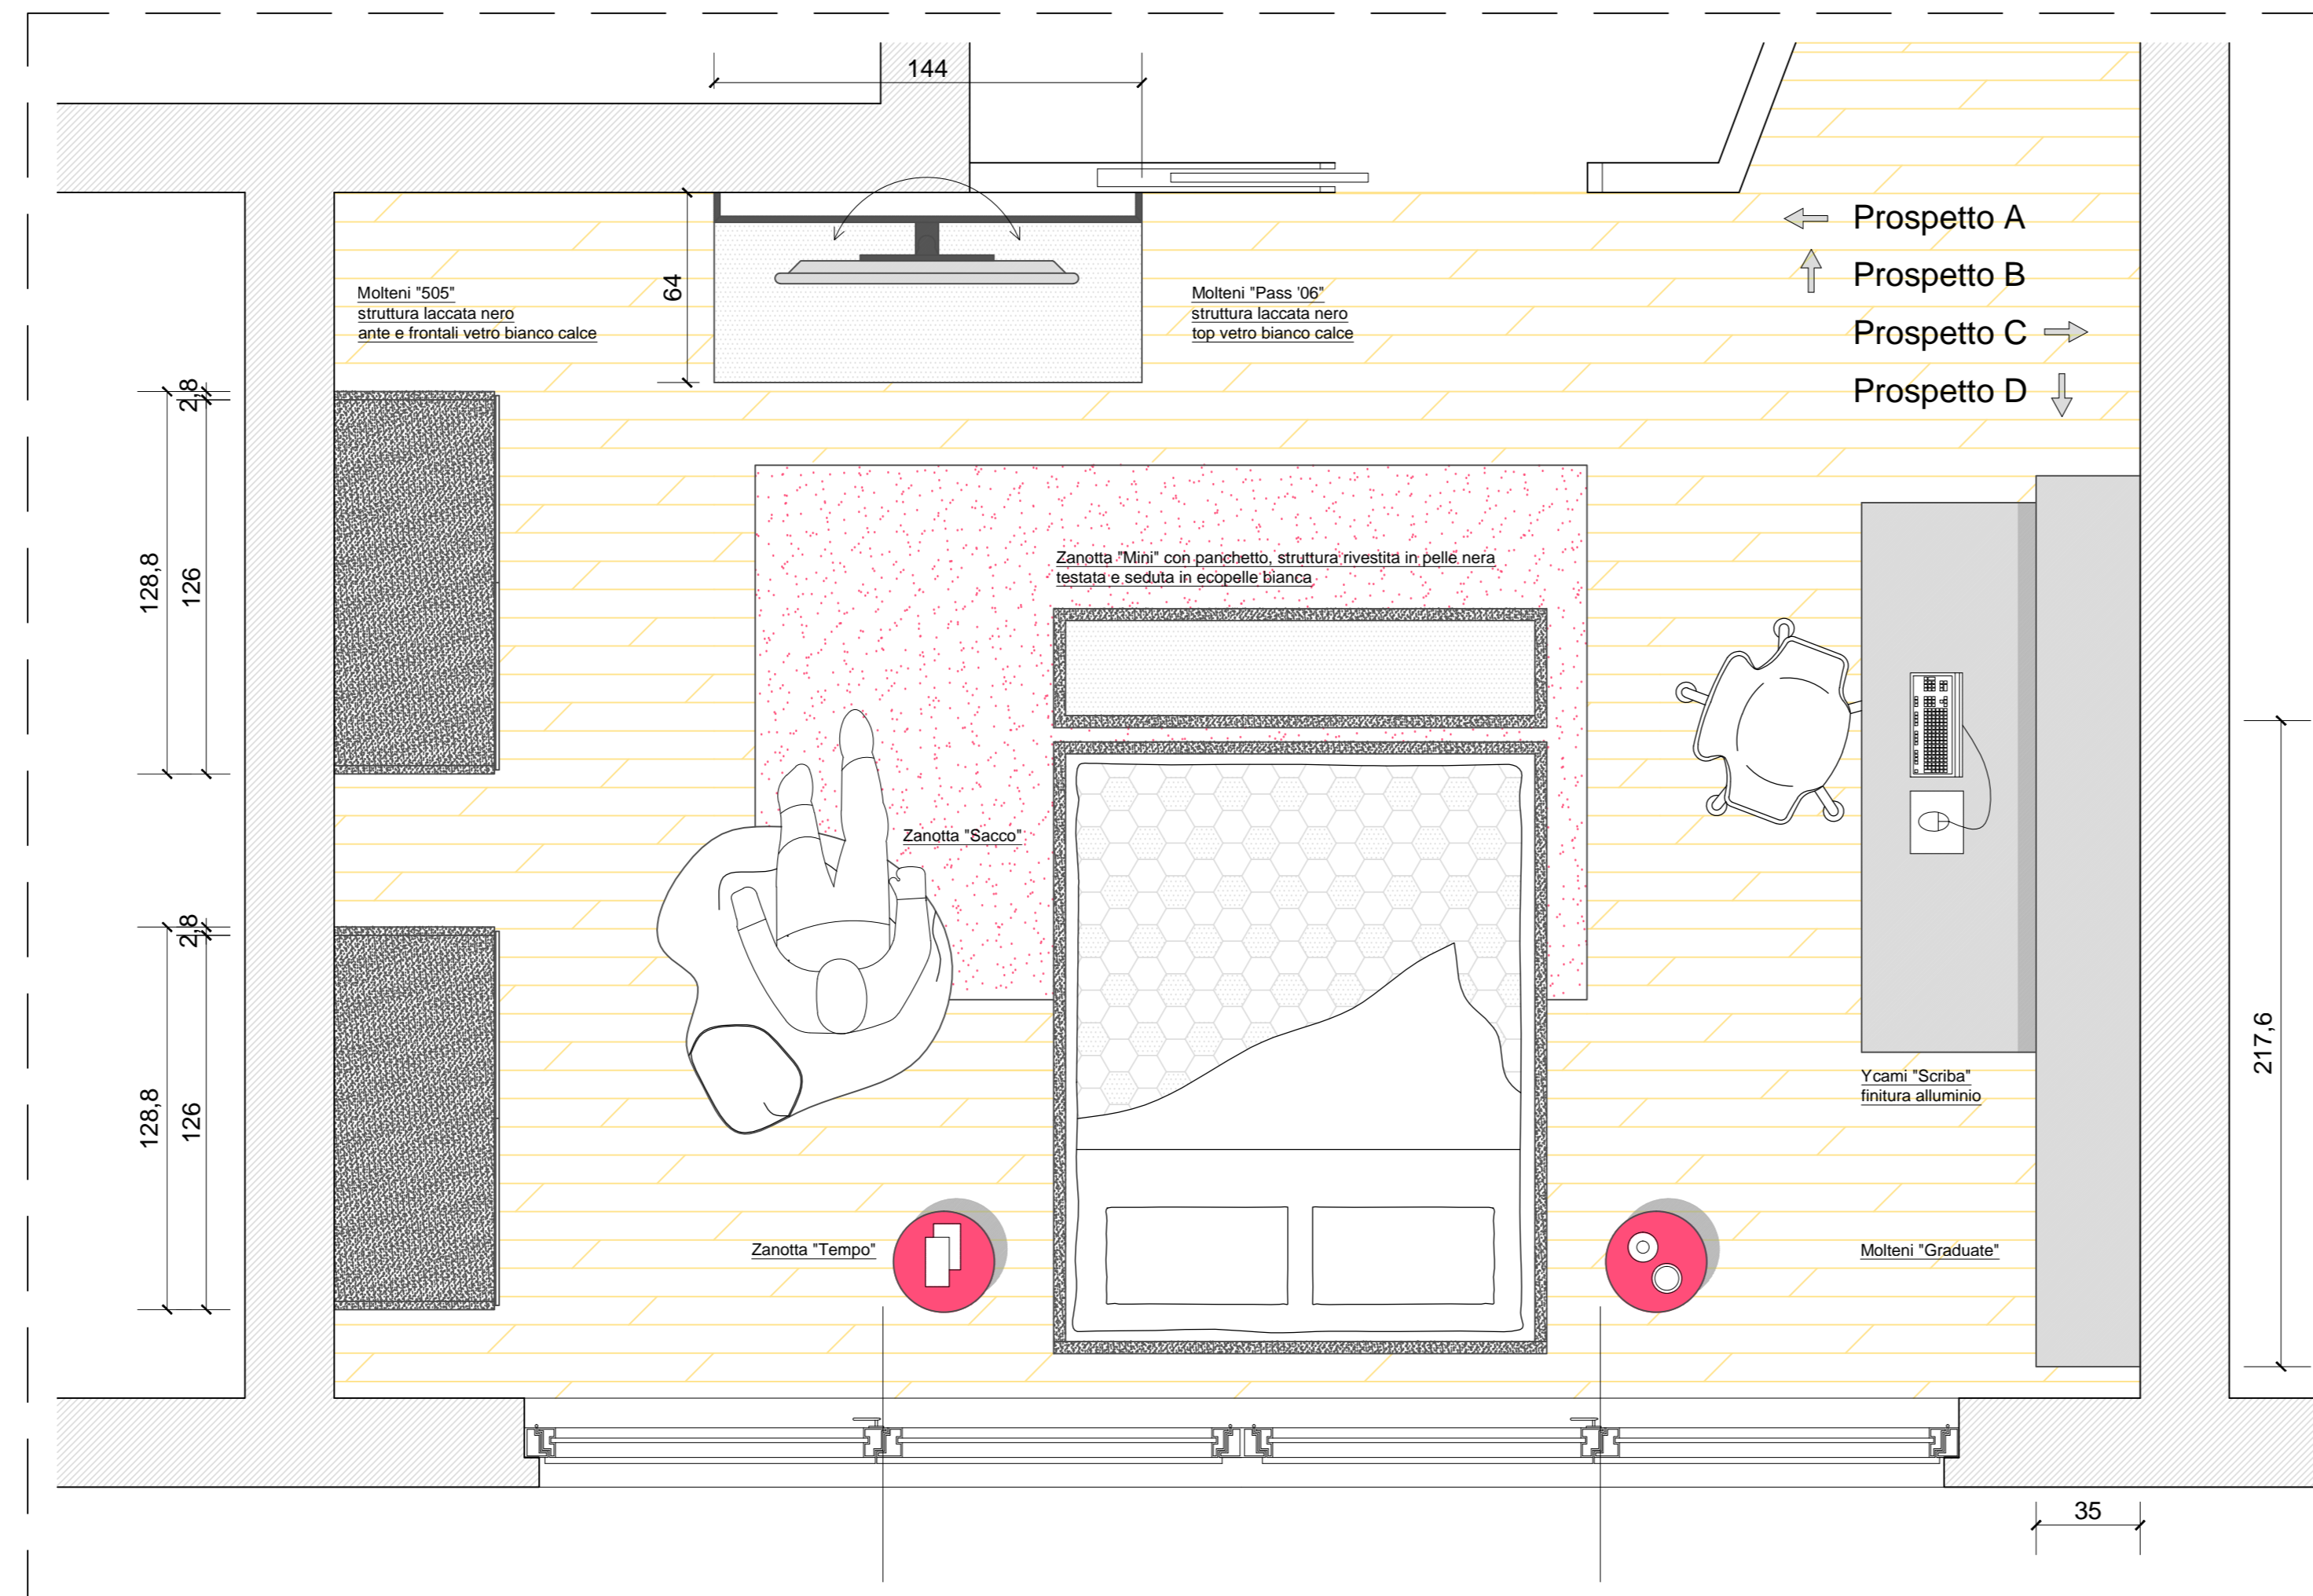 144
Prospetto A
Prospetto B
Prospetto C
Prospetto D
64
Molteni "505"
struttura laccata nero
ante e frontali vetro bianco calce
Molteni "Pass '06"
struttura laccata nero
top vetro bianco calce
2,8
128,8
126
Zanotta "Mini" con panchetto, struttura rivestita in pelle nera
testata e seduta in ecopelle bianca
Zanotta "Sacco"
2,8
128,8
126
217,6
Ycami "Scriba"
finitura alluminio
Zanotta "Tempo"
Molteni "Graduate"
35